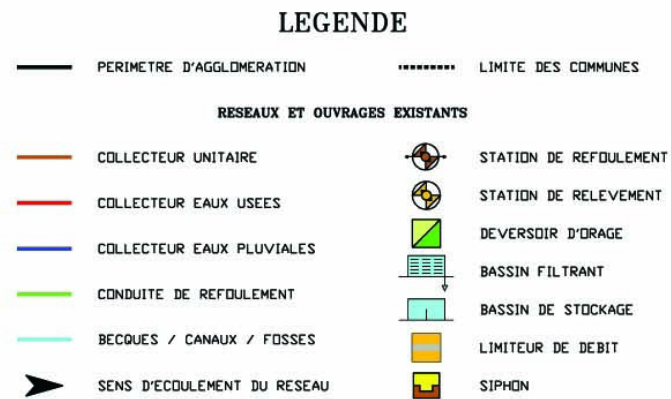 LEGENDE
PERIMETRE D'AGGLOMERATION
LIMITE DES COMMUNES
RESEAUX ET OUVRAGES EXISTANTS
COLLECTEUR UNITAIRE
STATION DE REFOULEMENT
COLLECTEUR EAUX USEES
STATION DE RELEVEMENT
COLLECTEUR EAUX PLUVIALES
DEVERSOIR D'ORAGE
CONDUITE DE REFOULEMENT
BASSIN FILTRANT
BECQUES / CANAUX / FOSSES
BASSIN DE STOCKAGE
LIMITEUR DE DEBIT
SENS D'ECOULEMENT DU RESEAU
SIPHON